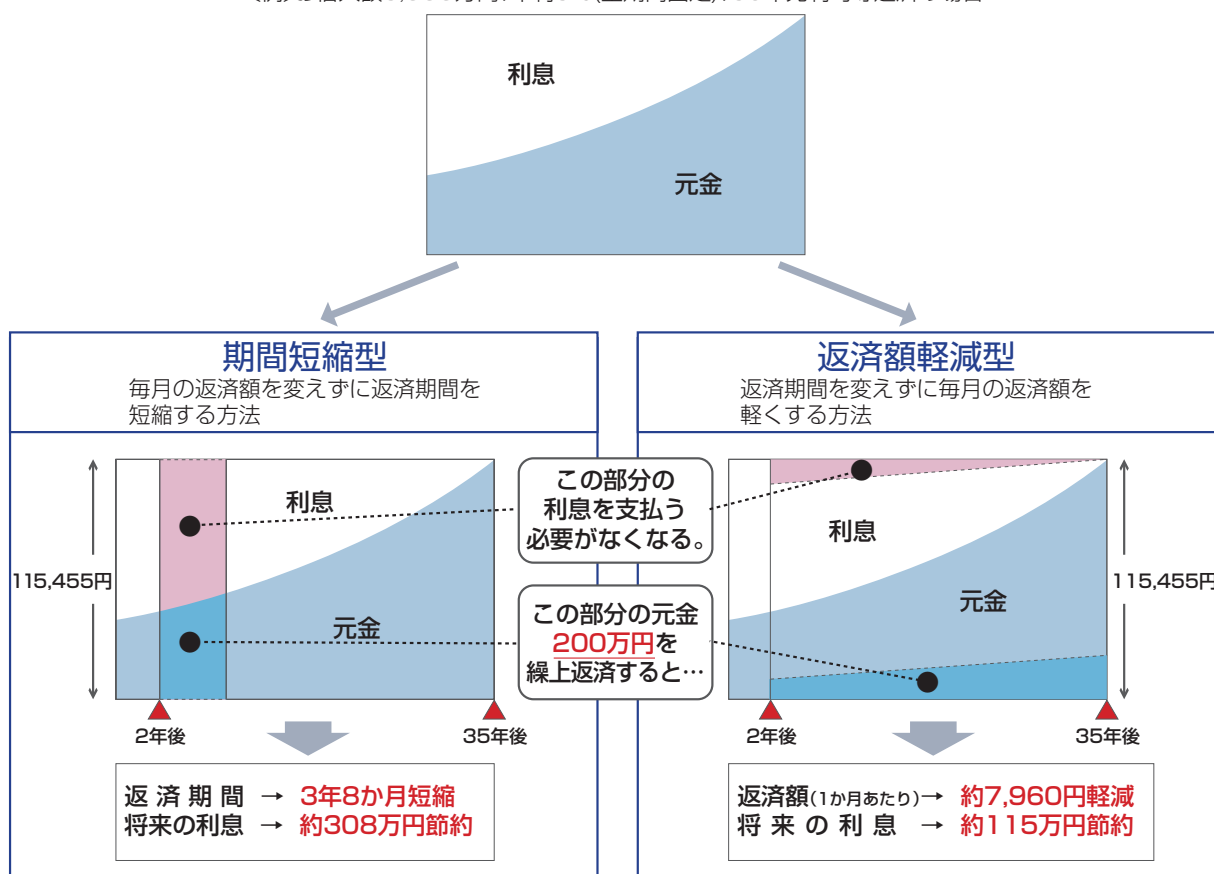 利息
元金
期間短縮型
毎月の返済額を変えずに返済期間を
短縮する方法
返済額軽減型
返済期間を変えずに毎月の返済額を
軽くする方法
115,455円
利息
元金
2年後
35年後
この部分の
利息を支払う
必要がなくなる。
この部分の元金
200万円を
繰上返済すると…
利息
元金
115,455円
2年後
35年後
返済期間 → 3年8か月短縮
将来の利息 → 約308万円節約
返済額(1か月あたり)→ 約7,960円軽減
将来の利息 → 約115万円節約